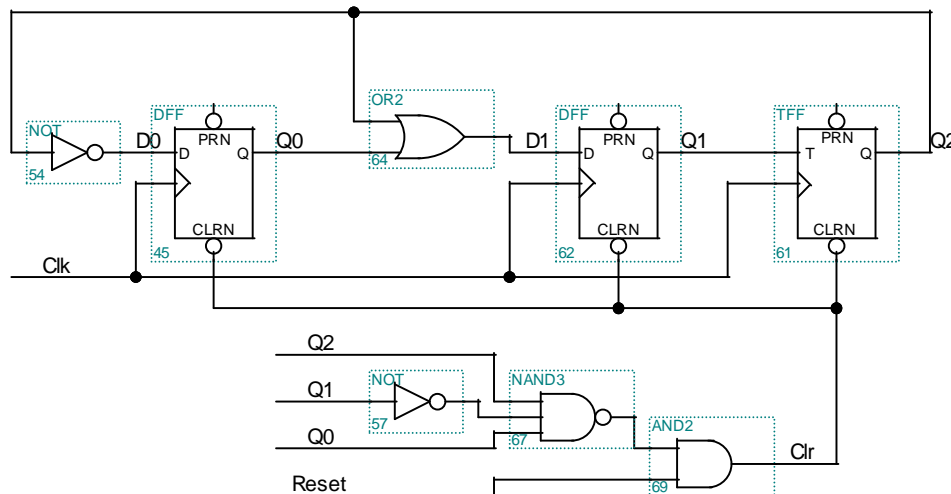 DFF OR2 DFF TFF
NOT D0 PRN Q0 D1 PRN Q1 PRN Q2
D Q D Q T Q
54 64
CLRN CLRN CLRN
Clk 45 62 61
Q2
Q1 NOT NAND3
Q0 57 67 AND2 Clr
Reset 69